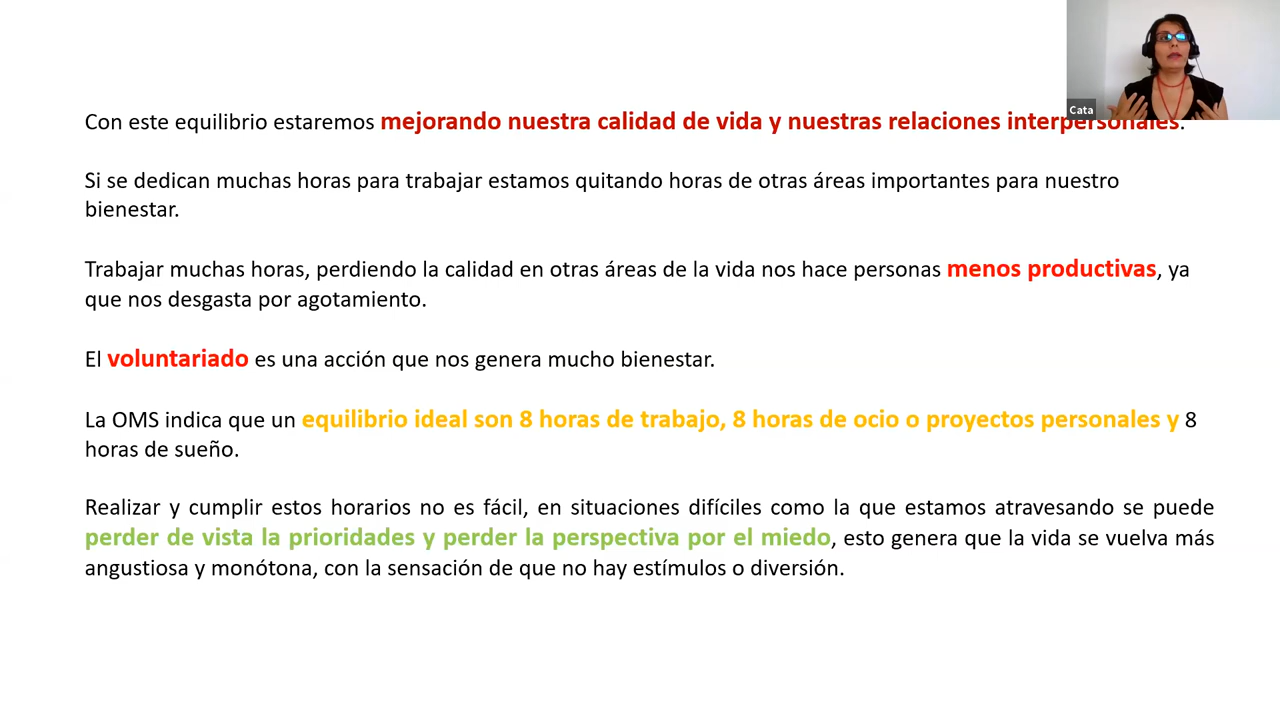 Con este equilibrio estaremos mejorando nuestra calidad de vida y nuestras relaciones interpersonales.
Si se dedican muchas horas para trabajar estamos quitando horas de otras áreas importantes para nuestro
bienestar.
Trabajar muchas horas, perdiendo la calidad en otras áreas de la vida nos hace personas menos productivas, ya
que nos desgasta por agotamiento.
El voluntariado es una acción que nos genera mucho bienestar.
La OMS indica que un equilibrio ideal son 8 horas de trabajo, 8 horas de ocio o proyectos personales y 8
horas de sueño.
Realizar y cumplir estos horarios no es fácil, en situaciones difíciles como la que estamos atravesando se puede
perder de vista la prioridades y perder la perspectiva por el miedo, esto genera que la vida se vuelva más
angustiosa y monótona, con la sensación de que no hay estímulos o diversión.
Cata